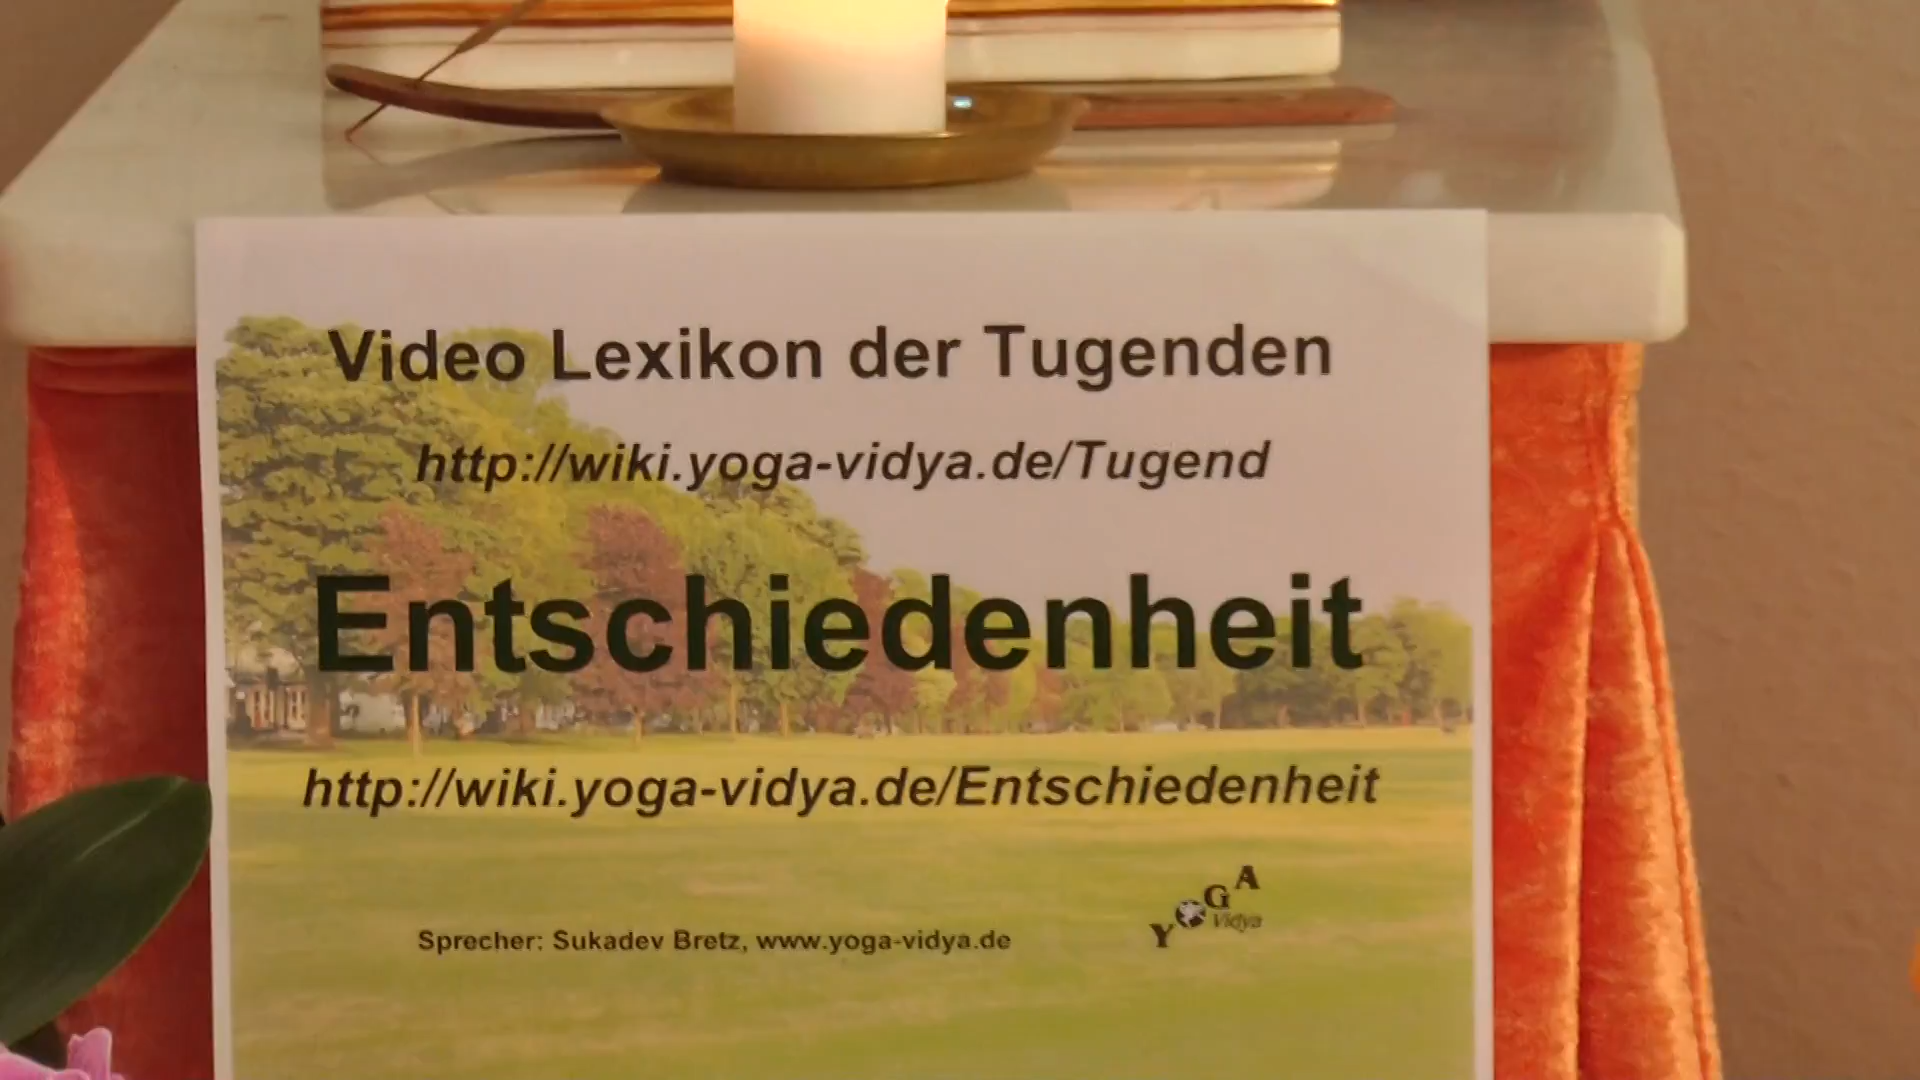 Video Lexikon der Tugenden
http://wiki.yoga-vidya.de/Tugend
Entschiedenheit
http://wiki.yoga-vidya.de/Entschiedenheit
Sprecher: Sukadev Bretz, www.yoga-vidya.de
YOGA
Vidya